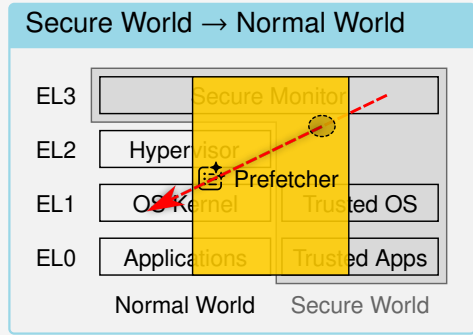 Secure World → Normal World
EL3 Secure Monitor
EL2 Hypervisor
Prefetcher
EL1 OS Kernel Trusted OS
EL0 Applications Trusted Apps
Normal World Secure World